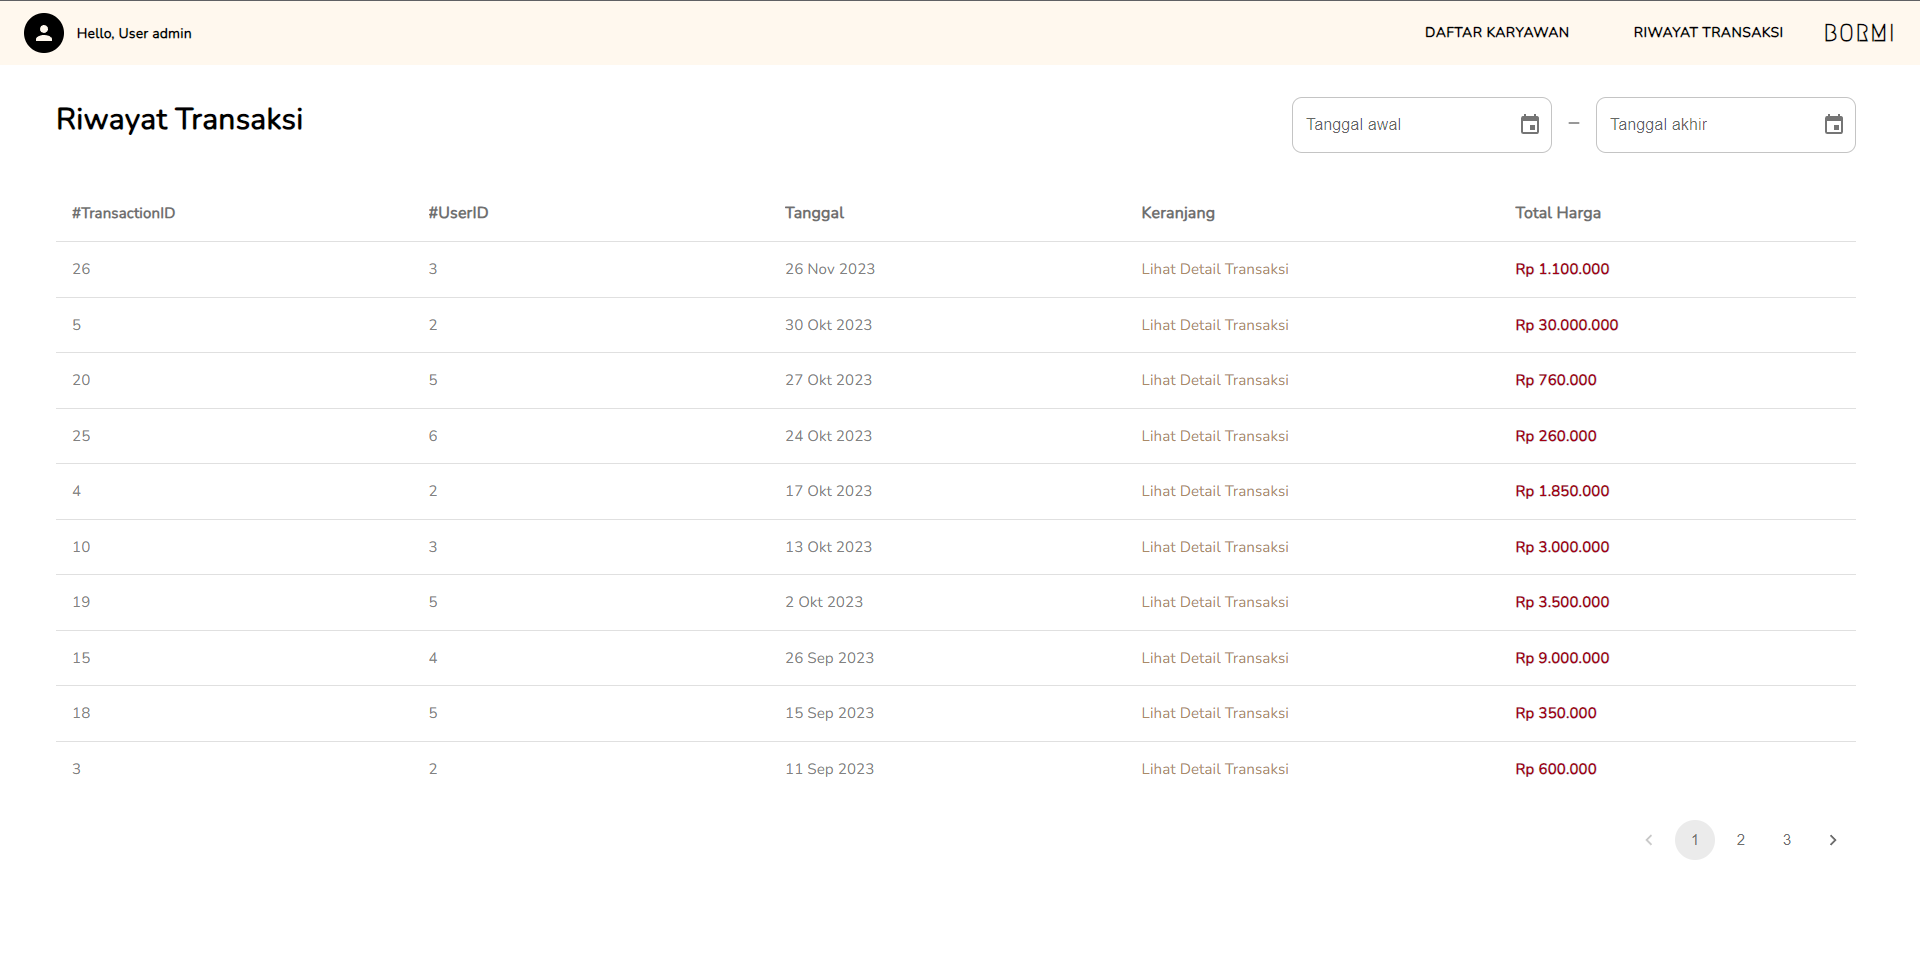 Hello, User admin DAFTAR KARYAWAN RIWAYAT TRANSAKSI BORMI
Riwayat Transaksi Tanggal awal – Tanggal akhir
#TransactionID #UserID Tanggal Keranjang Total Harga
26 3 26 Nov 2023 Lihat Detail Transaksi Rp 1.100.000
5 2 30 Okt 2023 Lihat Detail Transaksi Rp 30.000.000
20 5 27 Okt 2023 Lihat Detail Transaksi Rp 760.000
25 6 24 Okt 2023 Lihat Detail Transaksi Rp 260.000
4 2 17 Okt 2023 Lihat Detail Transaksi Rp 1.850.000
10 3 13 Okt 2023 Lihat Detail Transaksi Rp 3.000.000
19 5 2 Okt 2023 Lihat Detail Transaksi Rp 3.500.000
15 4 26 Sep 2023 Lihat Detail Transaksi Rp 9.000.000
18 5 15 Sep 2023 Lihat Detail Transaksi Rp 350.000
3 2 11 Sep 2023 Lihat Detail Transaksi Rp 600.000
1 2 3